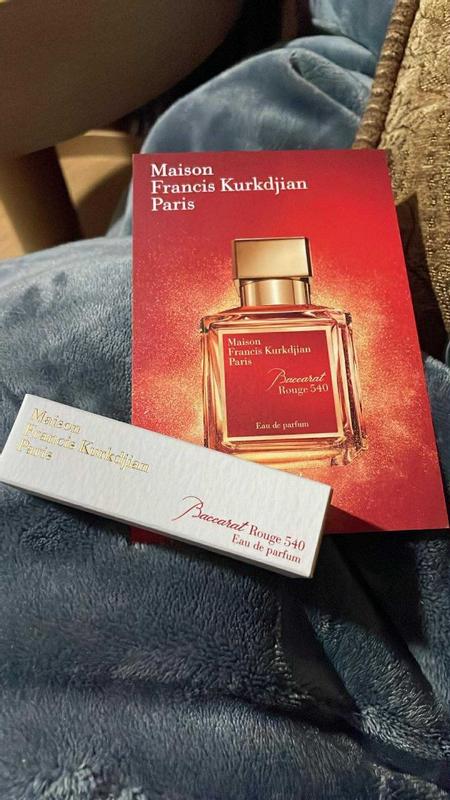 Maison
Francis Kurkdjian
Paris
Maison
Francis Kurkdjian
Paris
Baccarat
Rouge 540
Eau de parfum
Maison
Francis Kurkdjian
Paris
Baccarat Rouge 540
Eau de parfum